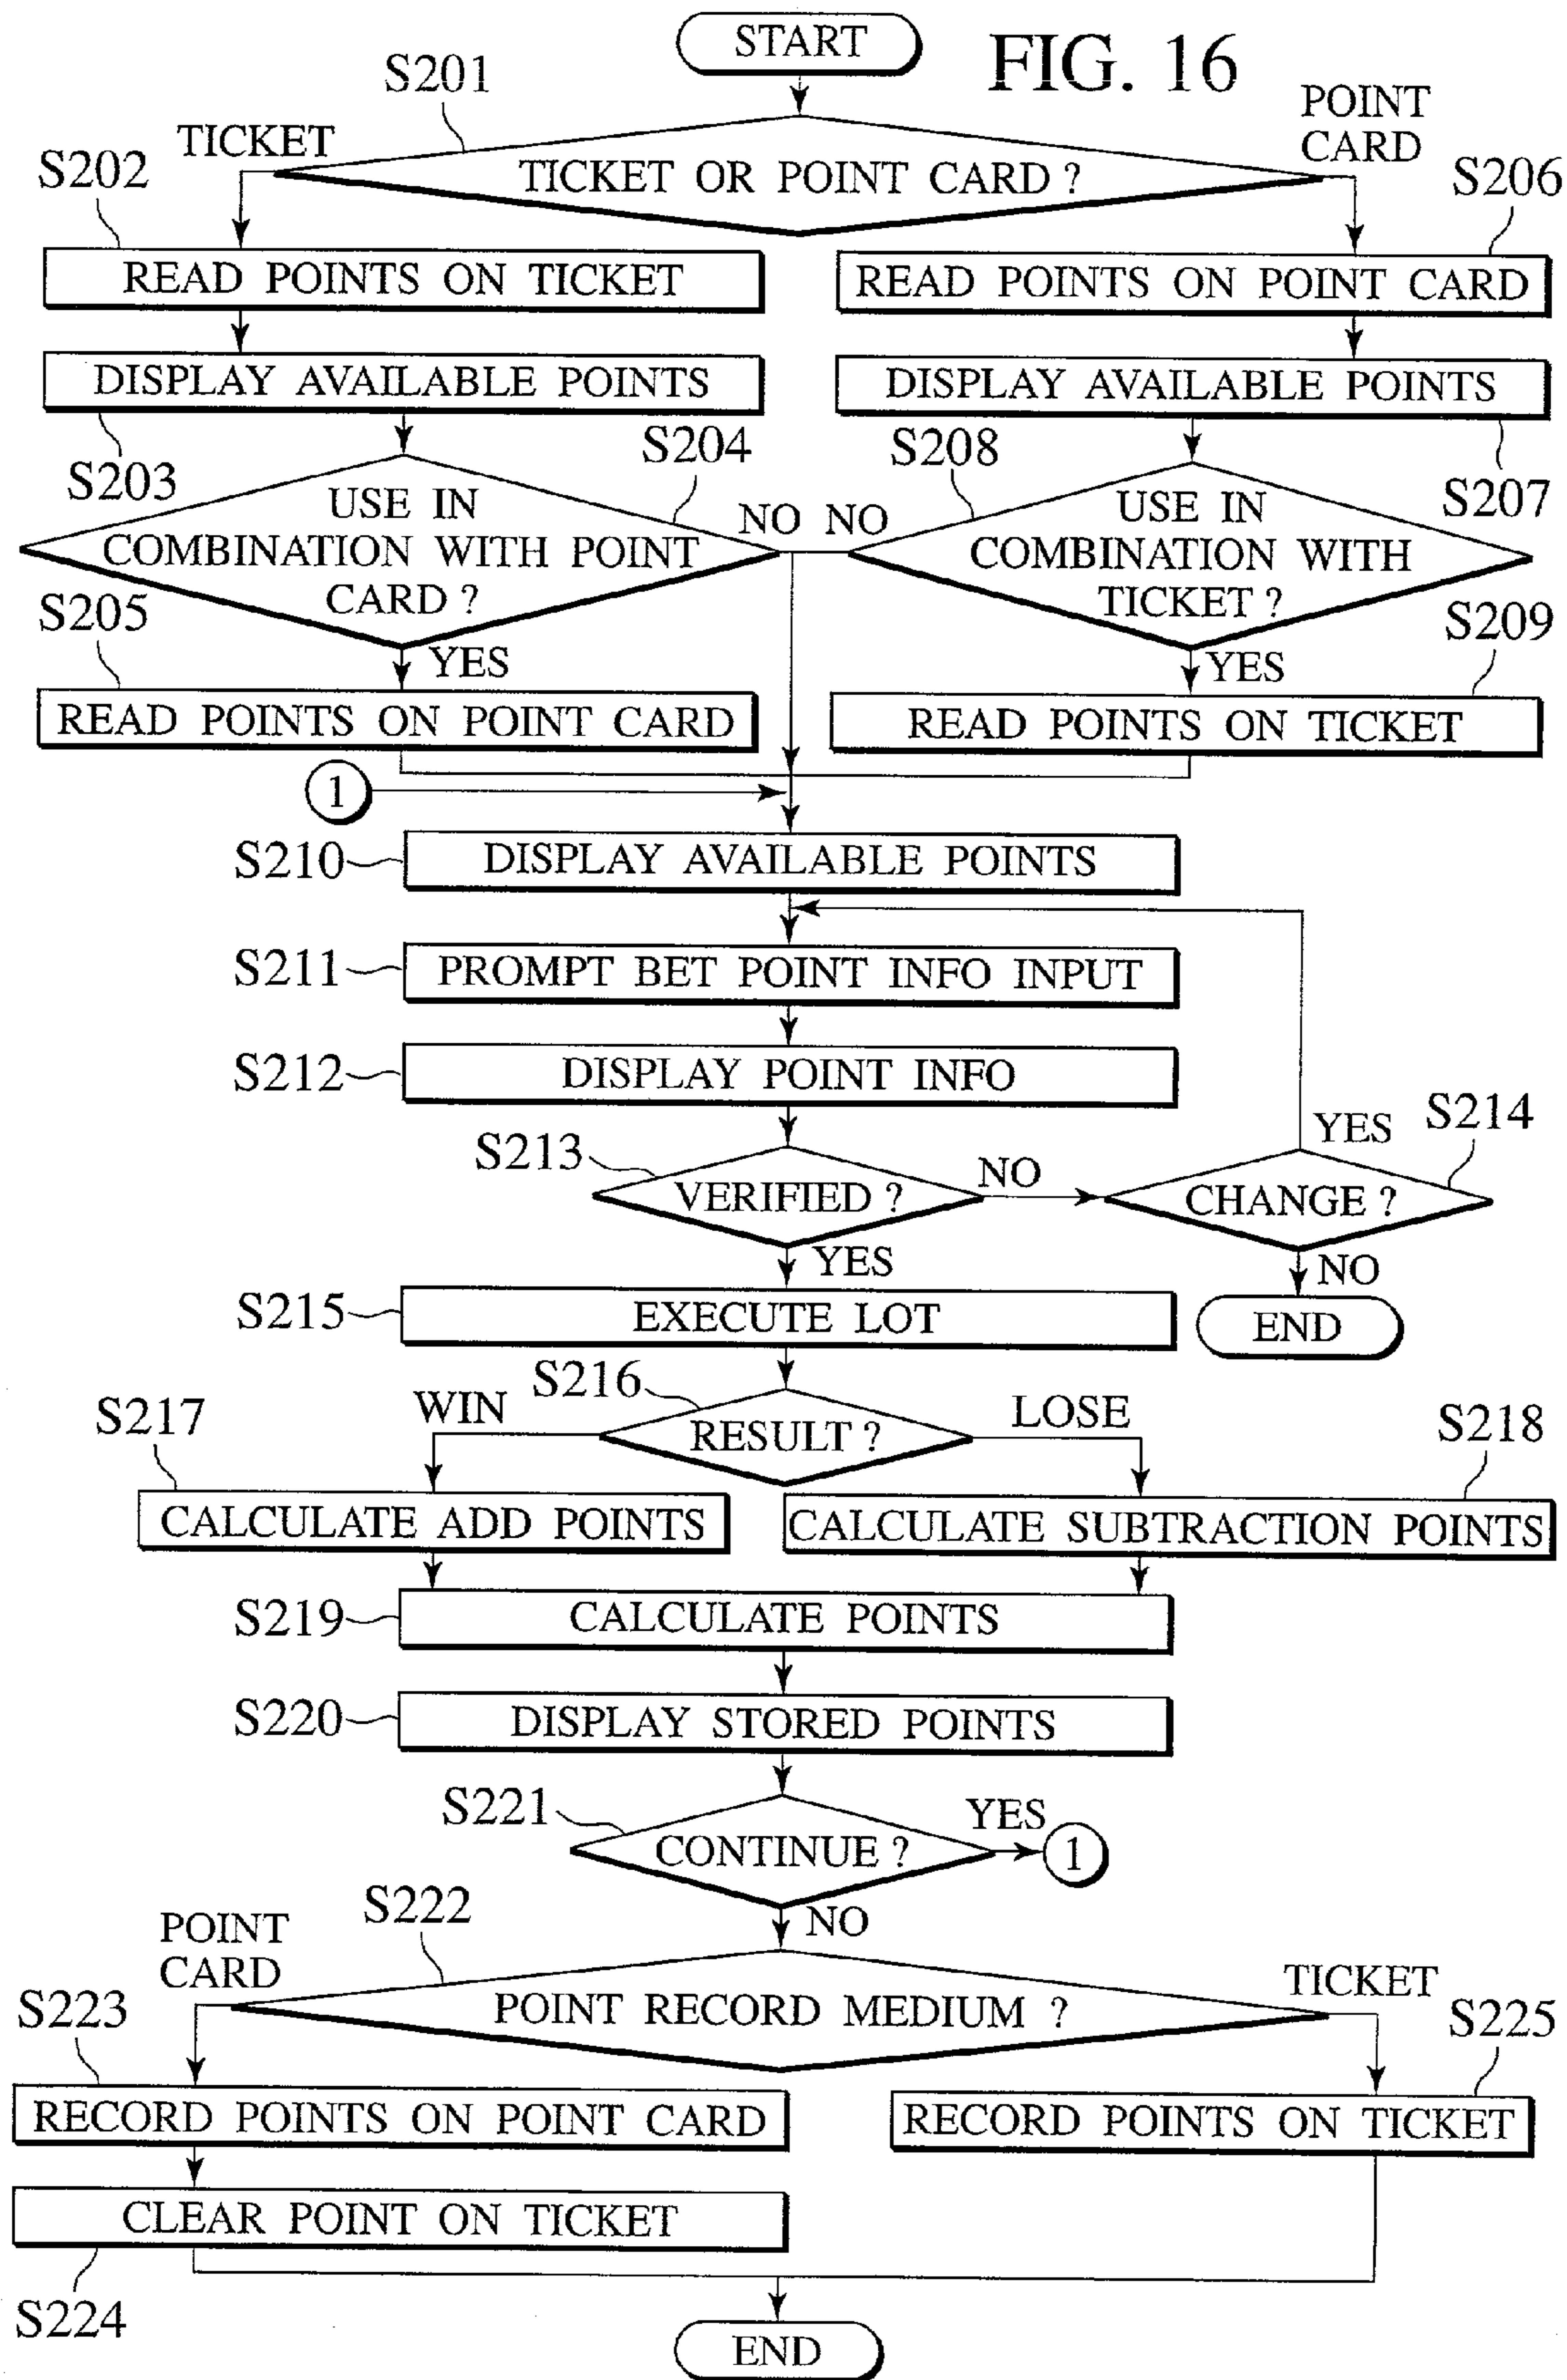 START
FIG. 16
S201
TICKET
POINT
CARD
S202
TICKET OR POINT CARD ?
S206
READ POINTS ON TICKET
READ POINTS ON POINT CARD
DISPLAY AVAILABLE POINTS
DISPLAY AVAILABLE POINTS
S203
S204
S208
S207
USE IN
COMBINATION WITH POINT
CARD ?
NO
NO
USE IN
COMBINATION WITH
TICKET ?
S205
YES
YES
S209
READ POINTS ON POINT CARD
READ POINTS ON TICKET
1
S210
DISPLAY AVAILABLE POINTS
S211
PROMPT BET POINT INFO INPUT
S212
DISPLAY POINT INFO
S213
VERIFIED ?
NO
YES
S214
CHANGE ?
YES
NO
S215
EXECUTE LOT
END
S216
WIN
RESULT ?
LOSE
S217
S218
CALCULATE ADD POINTS
CALCULATE SUBTRACTION POINTS
S219
CALCULATE POINTS
S220
DISPLAY STORED POINTS
S221
CONTINUE ?
YES
1
NO
POINT
CARD
S222
TICKET
S223
POINT RECORD MEDIUM ?
S225
RECORD POINTS ON POINT CARD
RECORD POINTS ON TICKET
CLEAR POINT ON TICKET
S224
END